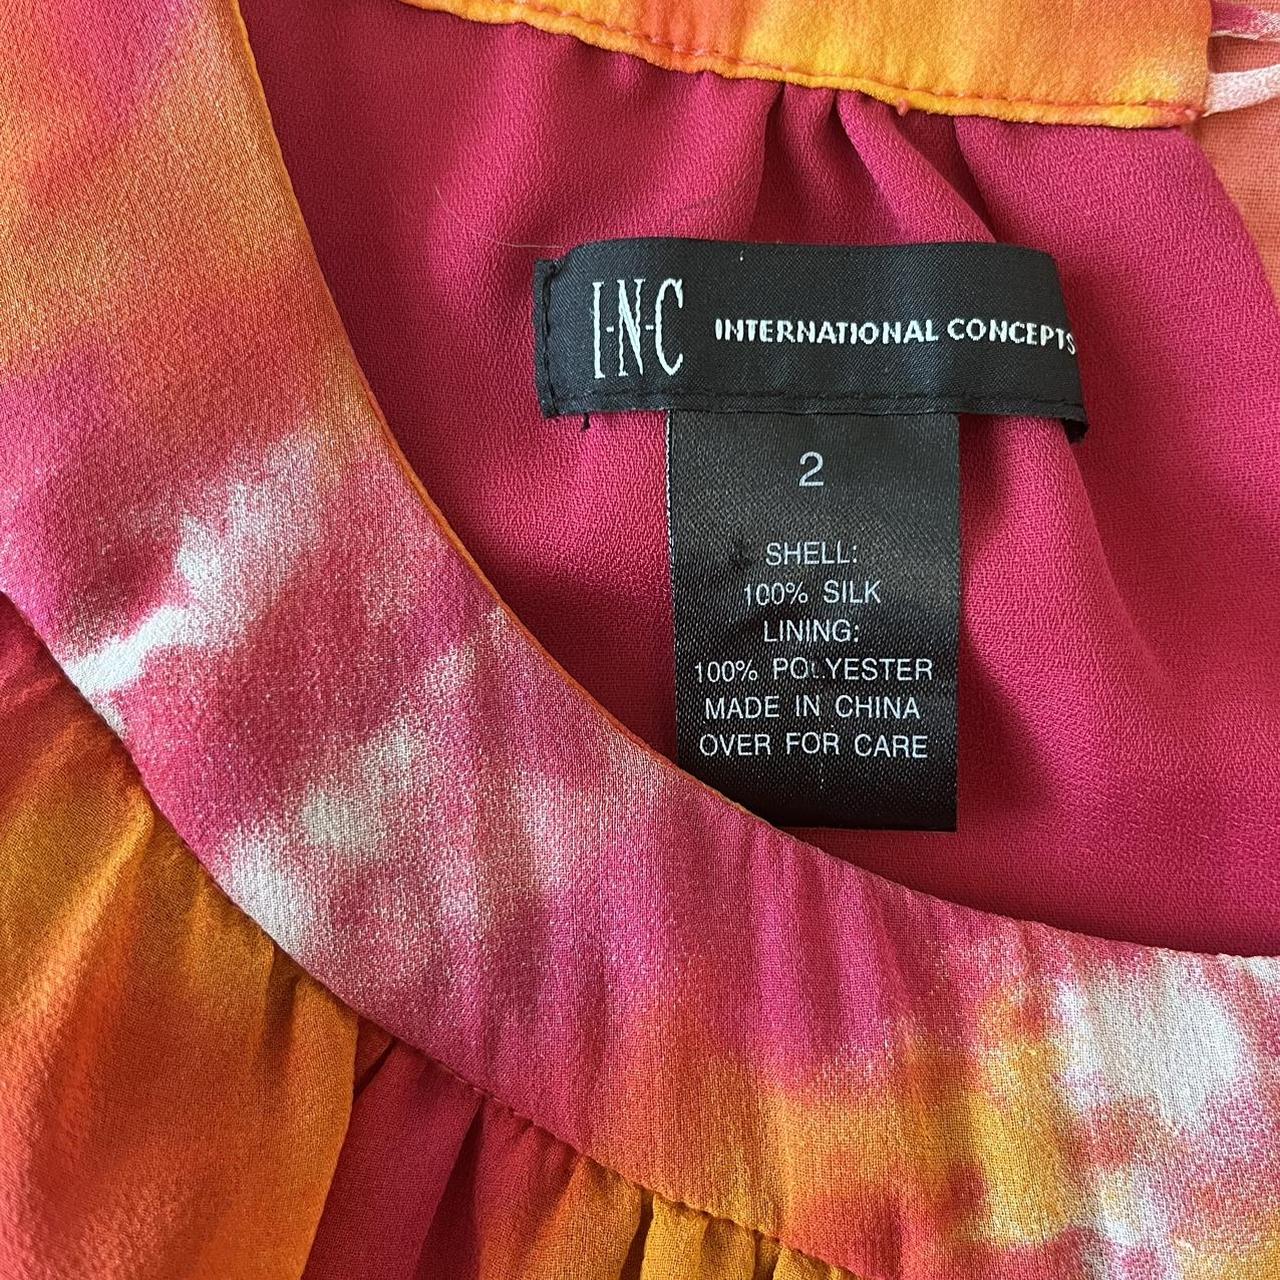 I·N·C INTERNATIONAL CONCEPTS
2
SHELL:
100% SILK
LINING:
100% POLYESTER
MADE IN CHINA
OVER FOR CARE